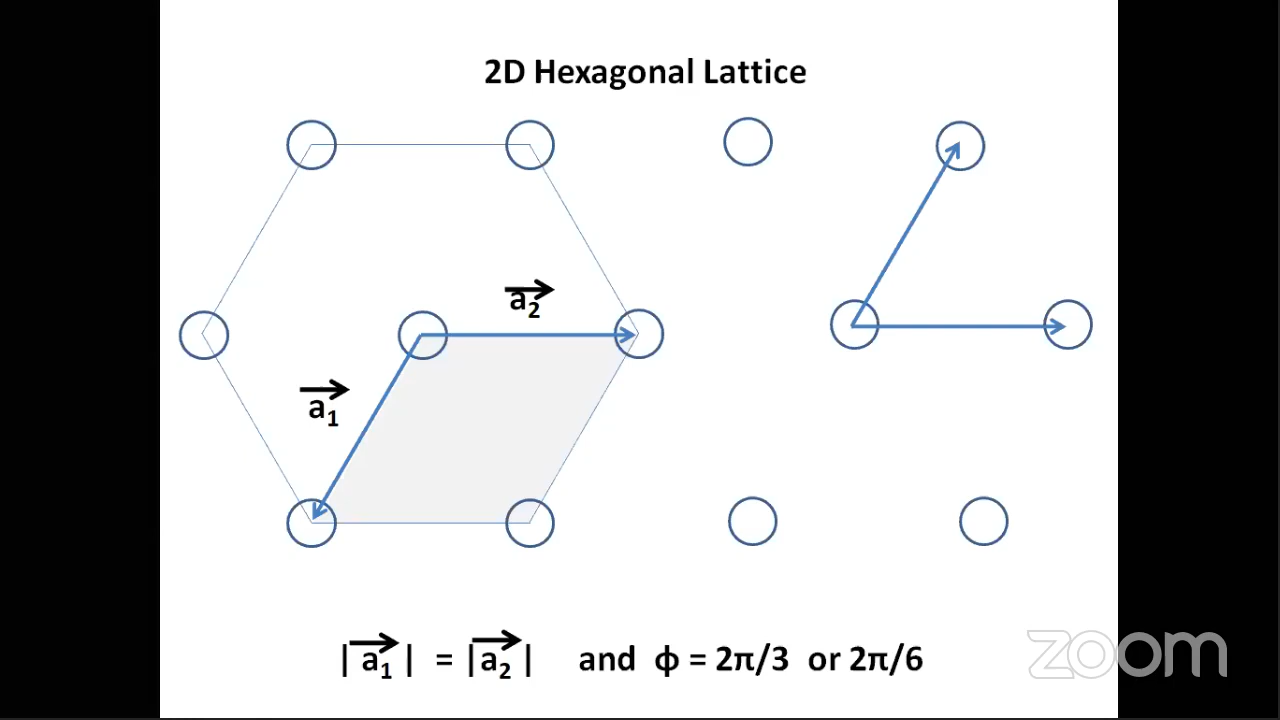 2D Hexagonal Lattice
a₂
a₁
|a₁| = |a₂| and ϕ = 2π/3 or 2π/6
zoom